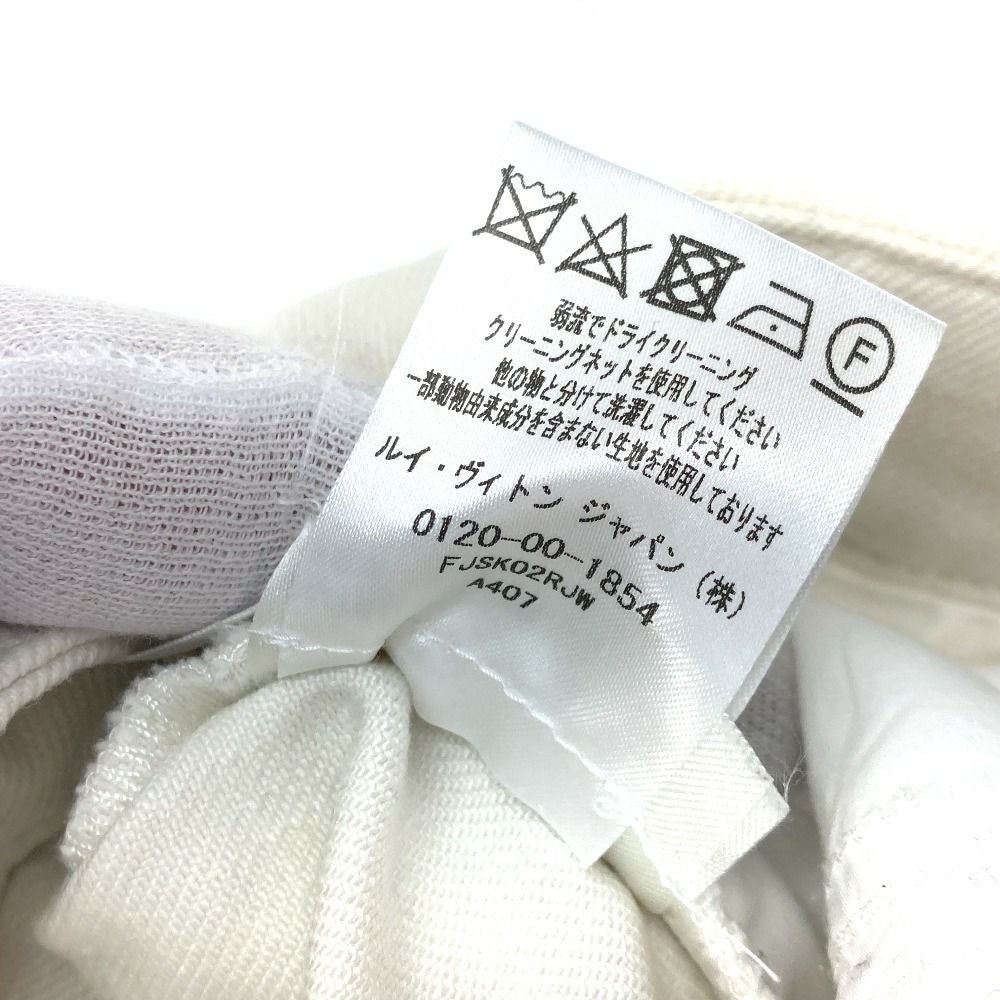 F
弱流でドライクリーニング
クリーニングネットを使用してください
他の物と分けて洗濯してください
一部動物由来成分を含まない生地を使用しております
ルイ・ヴィトン ジャパン (株)
0120-00-1854
FJSK02RJW
A407